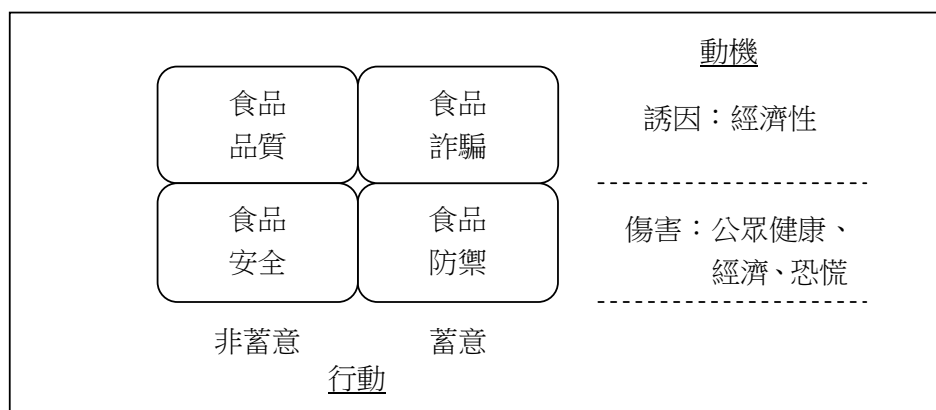 動機
食品 食品
品質 詐騙
誘因：經濟性
食品 食品
安全 防禦
傷害：公眾健康、
經濟、恐慌
非蓄意 蓄意
行動